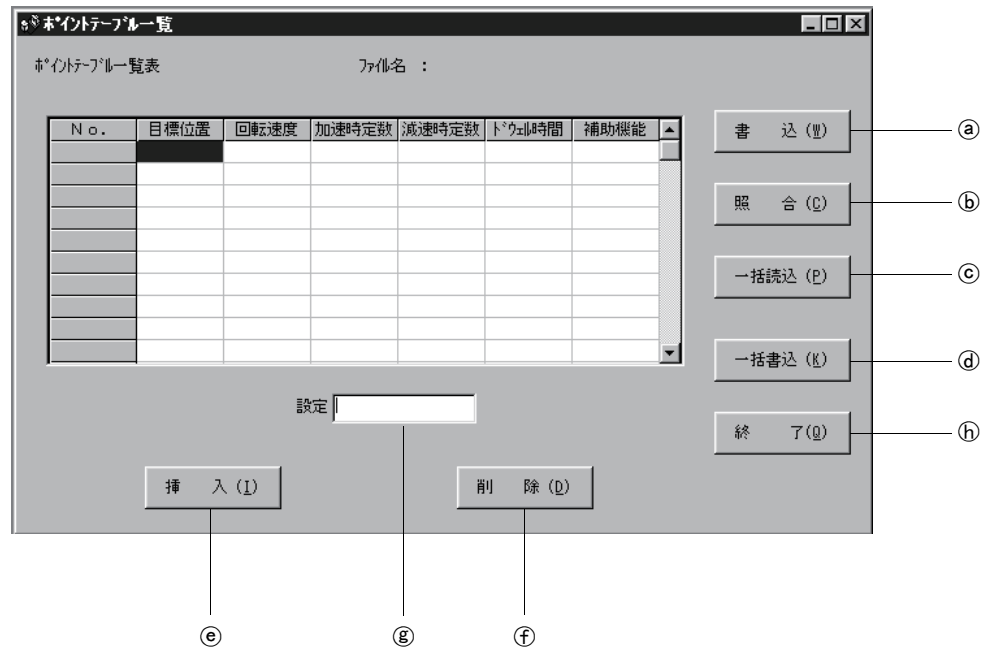 ポイントテーブル一覧
ポイントテーブル一覧表 ファイル名 :
No. 目標位置 回転速度 加速時定数 減速時定数 ドウェル時間 補助機能
書 込(W) ⓐ
照 合(C) ⓑ
一括読込(P) ⓒ
一括書込(K) ⓓ
設定
終 了(Q) ⓗ
挿 入(I) 削 除(D)
ⓔ ⓖ ⓕ